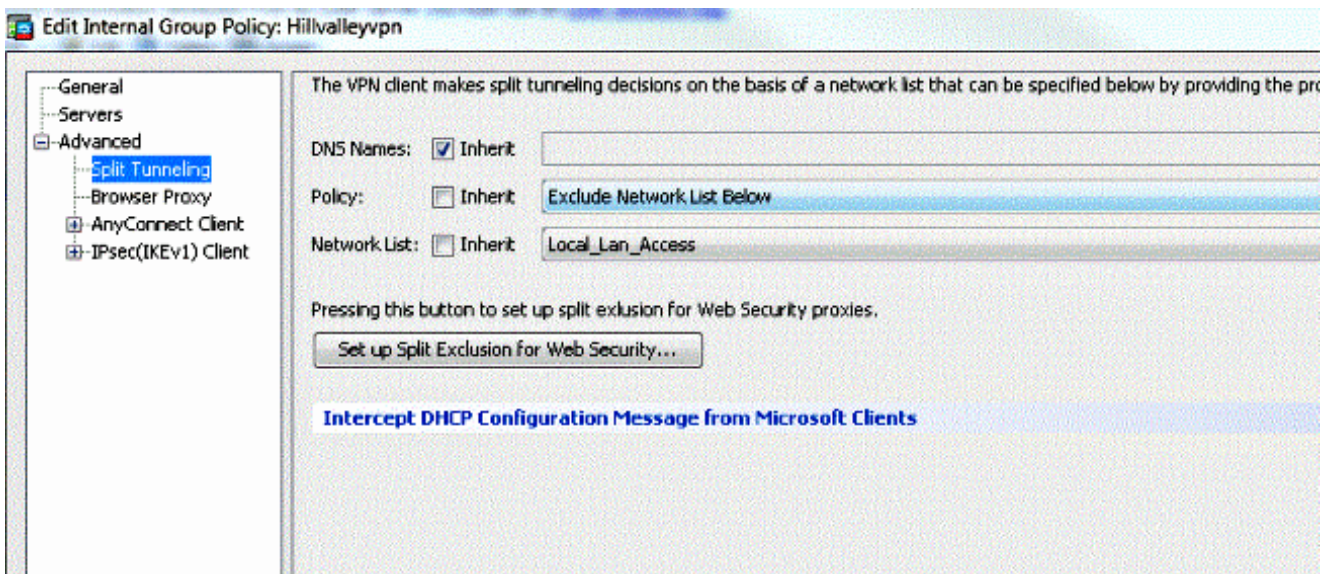 Edit Internal Group Policy: Hillvalleyvpn
General
Servers
Advanced
Split Tunneling
Browser Proxy
AnyConnect Client
IPsec(IKEv1) Client
The VPN client makes split tunneling decisions on the basis of a network list that can be specified below by providing the pro
DNS Names: Inherit
Policy: Inherit Exclude Network List Below
Network List: Inherit Local_Lan_Access
Pressing this button to set up split exlusion for Web Security proxies.
Set up Split Exclusion for Web Security...
Intercept DHCP Configuration Message from Microsoft Clients